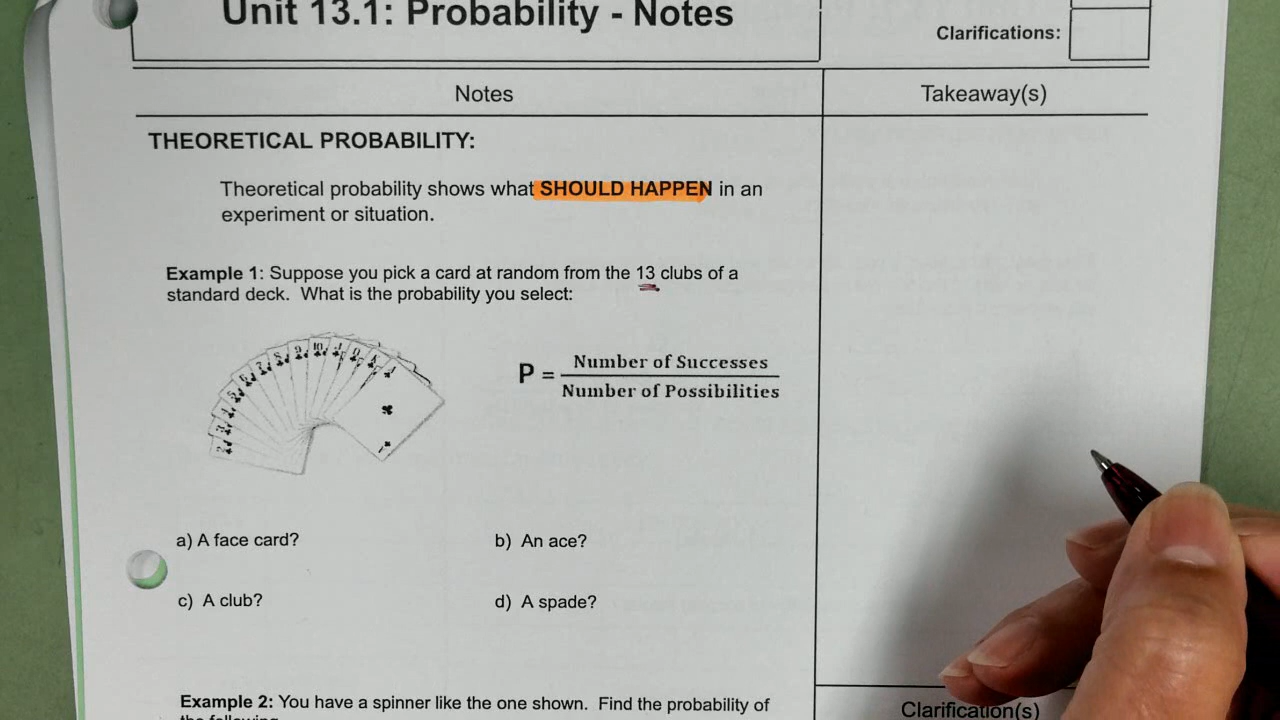 Unit 13.1: Probability - Notes
Clarifications:
Notes
Takeaway(s)
THEORETICAL PROBABILITY:
Theoretical probability shows what SHOULD HAPPEN in an
experiment or situation.
Example 1: Suppose you pick a card at random from the 13 clubs of a
standard deck. What is the probability you select:
P = Number of Successes
Number of Possibilities
a) A face card?
b) An ace?
c) A club?
d) A spade?
Example 2: You have a spinner like the one shown. Find the probability of
the following
Clarification(s)